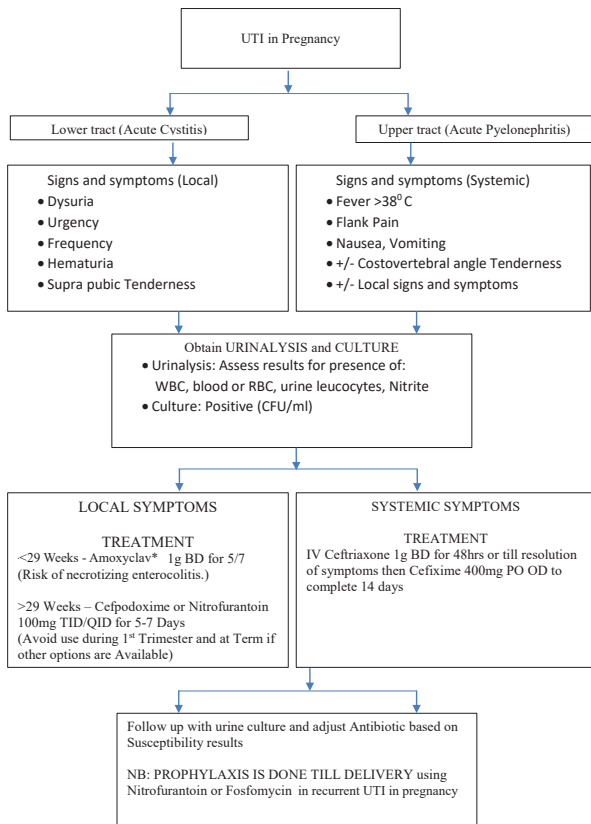 UTI in Pregnancy
Lower tract (Acute Cystitis)
Upper tract (Acute Pyelonephritis)
Signs and symptoms (Local)
• Dysuria
• Urgency
• Frequency
• Hematuria
• Supra pubic Tenderness
Signs and symptoms (Systemic)
• Fever >38⁰ C
• Flank Pain
• Nausea, Vomiting
• +/- Costovertebral angle Tenderness
• +/- Local signs and symptoms
Obtain URINALYSIS and CULTURE
• Urinalysis: Assess results for presence of:
WBC, blood or RBC, urine leucocytes, Nitrite
• Culture: Positive (CFU/ml)
LOCAL SYMPTOMS
TREATMENT
<29 Weeks - Amoxyclav* 1g BD for 5/7
(Risk of necrotizing enterocolitis.)
>29 Weeks – Cefpodoxime or Nitrofurantoin
100mg TID/QID for 5-7 Days
(Avoid use during 1st Trimester and at Term if
other options are Available)
SYSTEMIC SYMPTOMS
TREATMENT
IV Ceftriaxone 1g BD for 48hrs or till resolution
of symptoms then Cefixime 400mg PO OD to
complete 14 days
Follow up with urine culture and adjust Antibiotic based on
Susceptibility results
NB: PROPHYLAXIS IS DONE TILL DELIVERY using
Nitrofurantoin or Fosfomycin in recurrent UTI in pregnancy